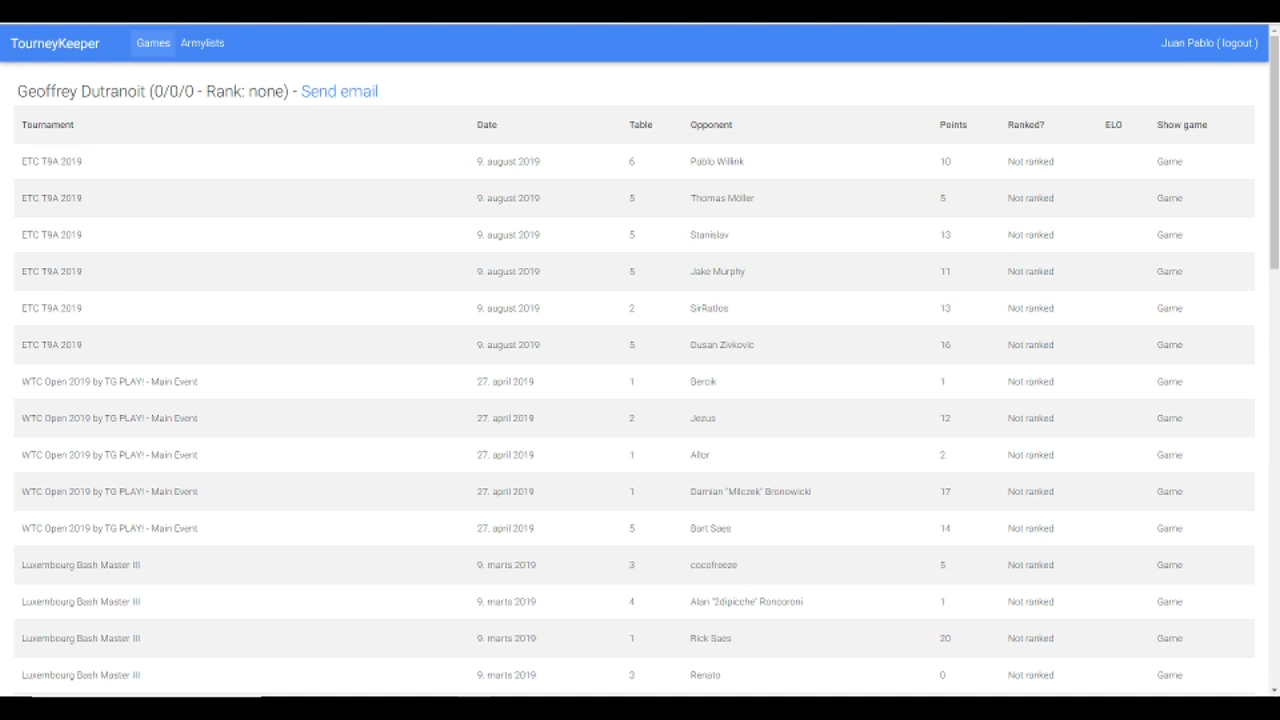 TourneyKeeper Games Armylists Juan Pablo ( logout )
Geoffrey Dutranoit (0/0/0 - Rank: none) - Send email
Tournament Date Table Opponent Points Ranked? ELO Show game
ETC T9A 2019 9. august 2019 6 Pablo Willink 10 Not ranked Game
ETC T9A 2019 9. august 2019 5 Thomas Möller 5 Not ranked Game
ETC T9A 2019 9. august 2019 5 Stanislav 13 Not ranked Game
ETC T9A 2019 9. august 2019 5 Jake Murphy 11 Not ranked Game
ETC T9A 2019 9. august 2019 2 SirRatlos 13 Not ranked Game
ETC T9A 2019 9. august 2019 5 Dusan Zivkovic 16 Not ranked Game
WTC Open 2019 by TG PLAY! - Main Event 27. april 2019 1 Bercik 1 Not ranked Game
WTC Open 2019 by TG PLAY! - Main Event 27. april 2019 2 Jezus 12 Not ranked Game
WTC Open 2019 by TG PLAY! - Main Event 27. april 2019 1 Allor 2 Not ranked Game
WTC Open 2019 by TG PLAY! - Main Event 27. april 2019 1 Damian "Milczek" Bronowicki 17 Not ranked Game
WTC Open 2019 by TG PLAY! - Main Event 27. april 2019 5 Bart Saes 14 Not ranked Game
Luxembourg Bash Master III 9. marts 2019 3 cocofreeze 5 Not ranked Game
Luxembourg Bash Master III 9. marts 2019 4 Alan "2dipicche" Roncoroni 1 Not ranked Game
Luxembourg Bash Master III 9. marts 2019 1 Rick Saes 20 Not ranked Game
Luxembourg Bash Master III 9. marts 2019 3 Renato 0 Not ranked Game